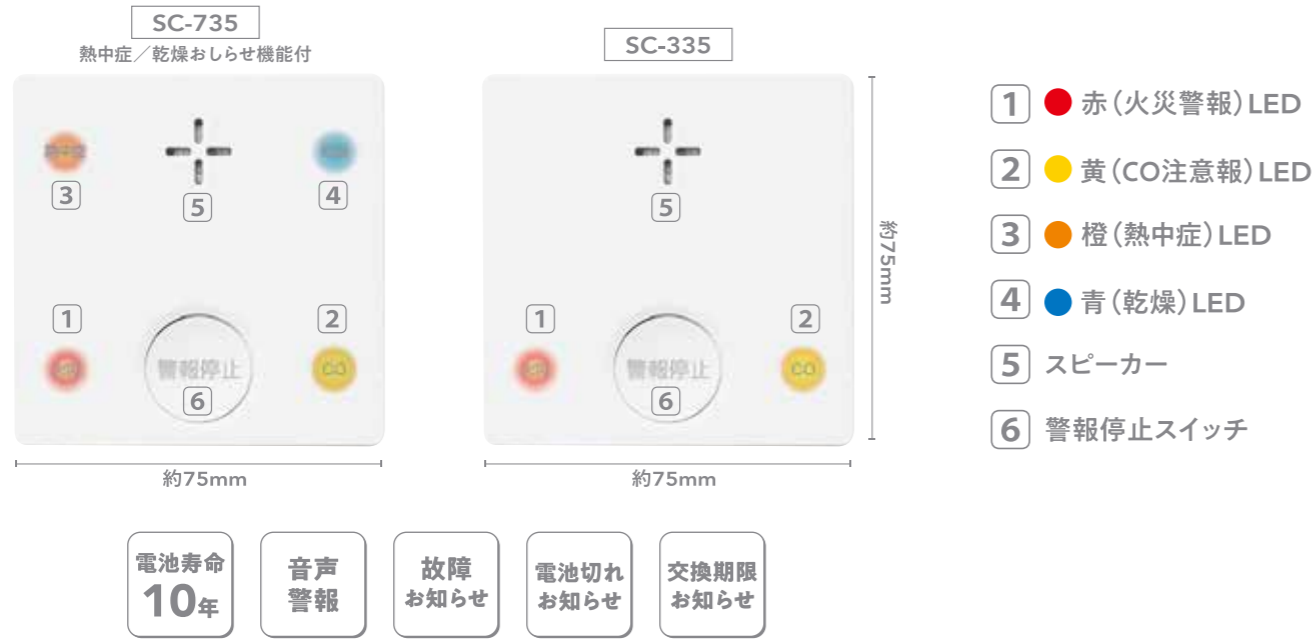 SC-735
熱中症／乾燥おしらせ機能付
3
5
4
1
2
CO
警報停止
6
約75mm
SC-335
5
1
2
CO
警報停止
6
約75mm
約75mm
1 赤（火災警報）LED
2 黄（CO注意報）LED
3 橙（熱中症）LED
4 青（乾燥）LED
5 スピーカー
6 警報停止スイッチ
電池寿命
10年
音声
警報
故障
お知らせ
電池切れ
お知らせ
交換期限
お知らせ